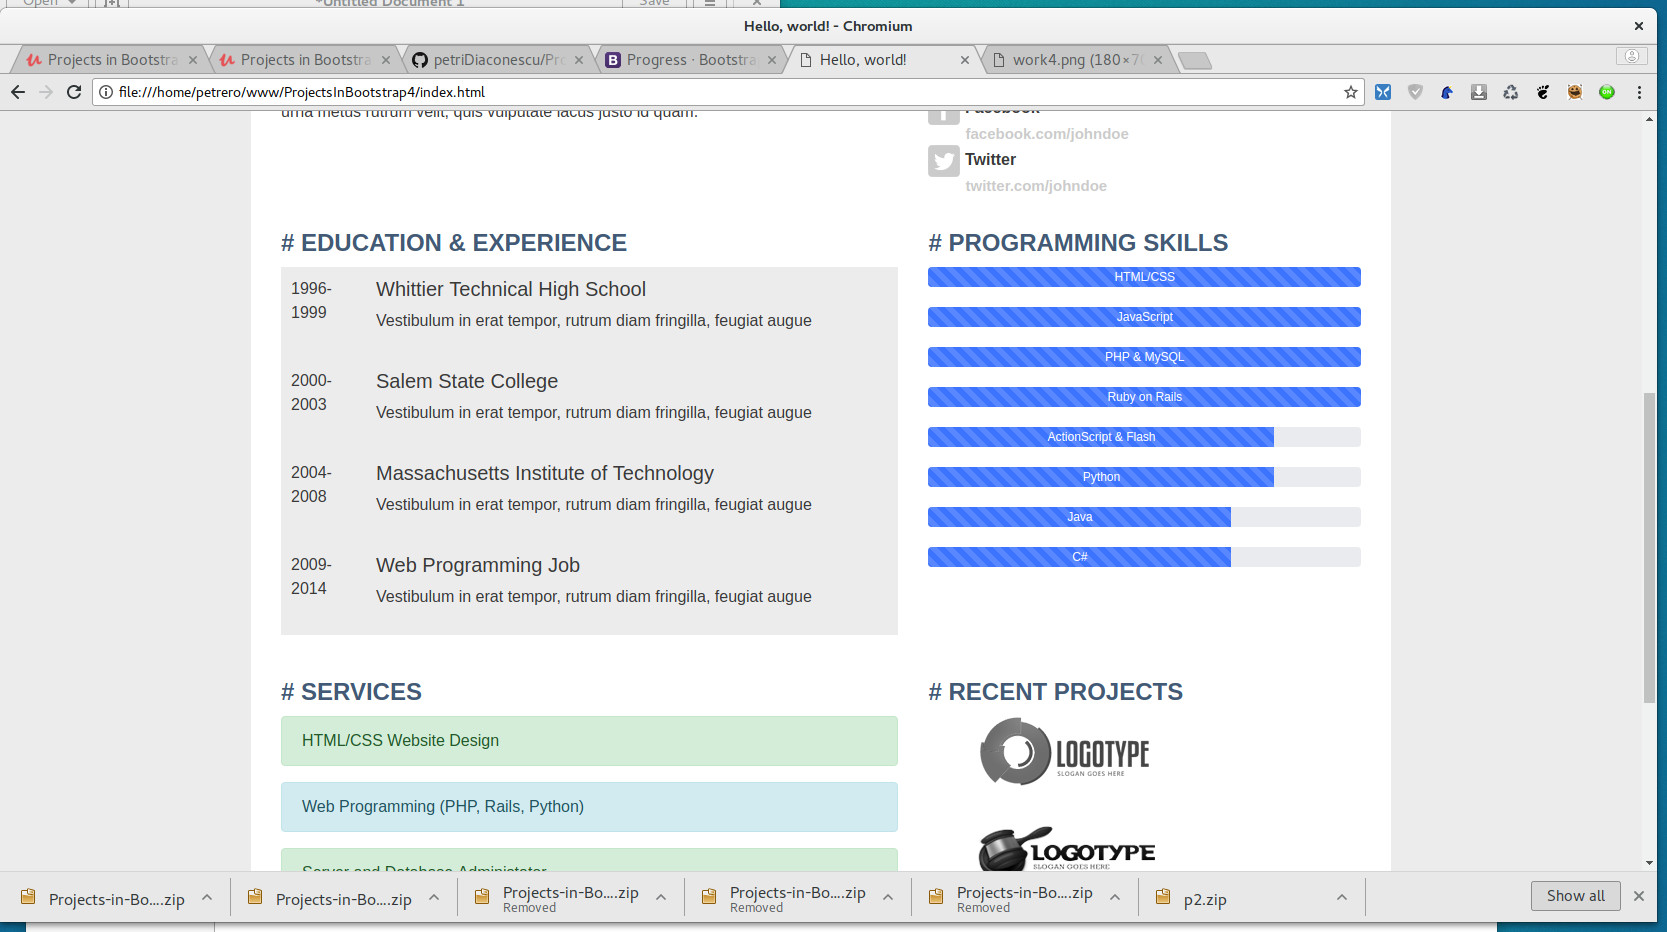 Open
*Untitled Document 1
Save
Hello, world! - Chromium
Projects in Bootstra
Projects in Bootstra
petriDiaconescu/Pro
Progress · Bootstra
Hello, world!
work4.png (180×70
file:///home/petrero/www/ProjectsInBootstrap4/index.html
urna metus rutrum velit, quis vulputate lacus justo id quam.
Facebook
facebook.com/johndoe
Twitter
twitter.com/johndoe
# EDUCATION & EXPERIENCE
1996-
1999
Whittier Technical High School
Vestibulum in erat tempor, rutrum diam fringilla, feugiat augue
2000-
2003
Salem State College
Vestibulum in erat tempor, rutrum diam fringilla, feugiat augue
2004-
2008
Massachusetts Institute of Technology
Vestibulum in erat tempor, rutrum diam fringilla, feugiat augue
2009-
2014
Web Programming Job
Vestibulum in erat tempor, rutrum diam fringilla, feugiat augue
# PROGRAMMING SKILLS
HTML/CSS
JavaScript
PHP & MySQL
Ruby on Rails
ActionScript & Flash
Python
Java
C#
# SERVICES
HTML/CSS Website Design
Web Programming (PHP, Rails, Python)
Server and Database Administator
# RECENT PROJECTS
LOGOTYPE
SLOGAN GOES HERE
LOGOTYPE
SLOGAN GOES HERE
Projects-in-Bo....zip
Projects-in-Bo....zip
Projects-in-Bo....zip
Removed
Projects-in-Bo....zip
Removed
Projects-in-Bo....zip
Removed
p2.zip
Show all